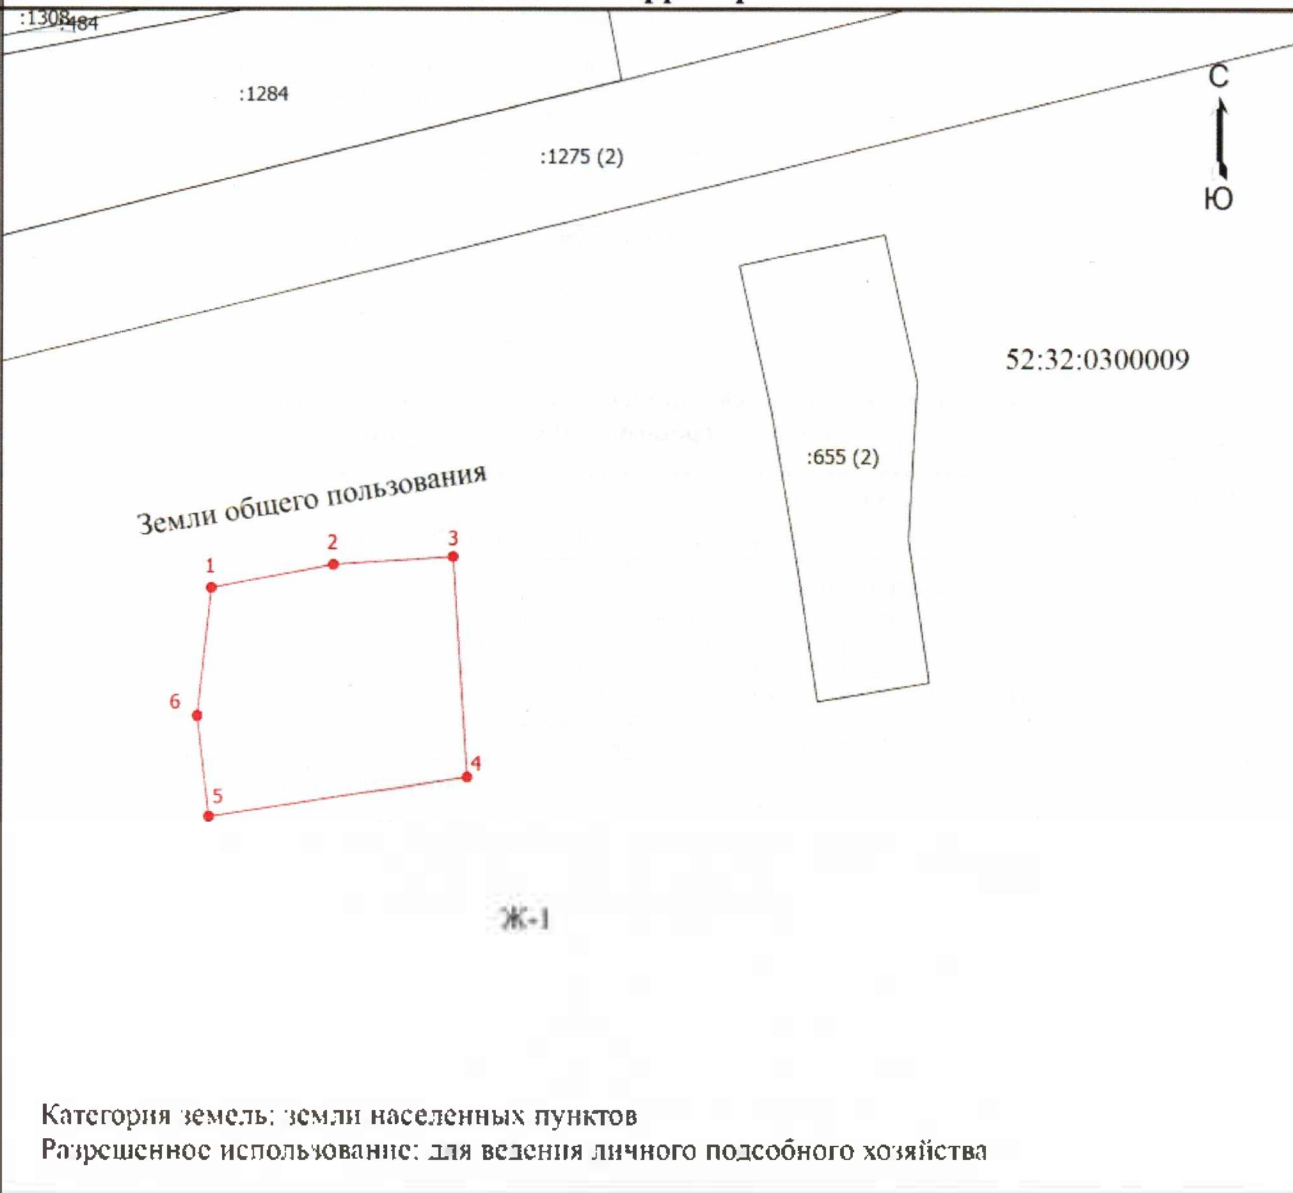 :1308
:484
С
:1284
:1275 (2)
Ю
52:32:0300009
:655 (2)
Земли общего пользования
1
2
3
6
4
5
Ж-1
Категория земель: земли населенных пунктов
Разрешенное использование: для ведения личного подсобного хозяйства